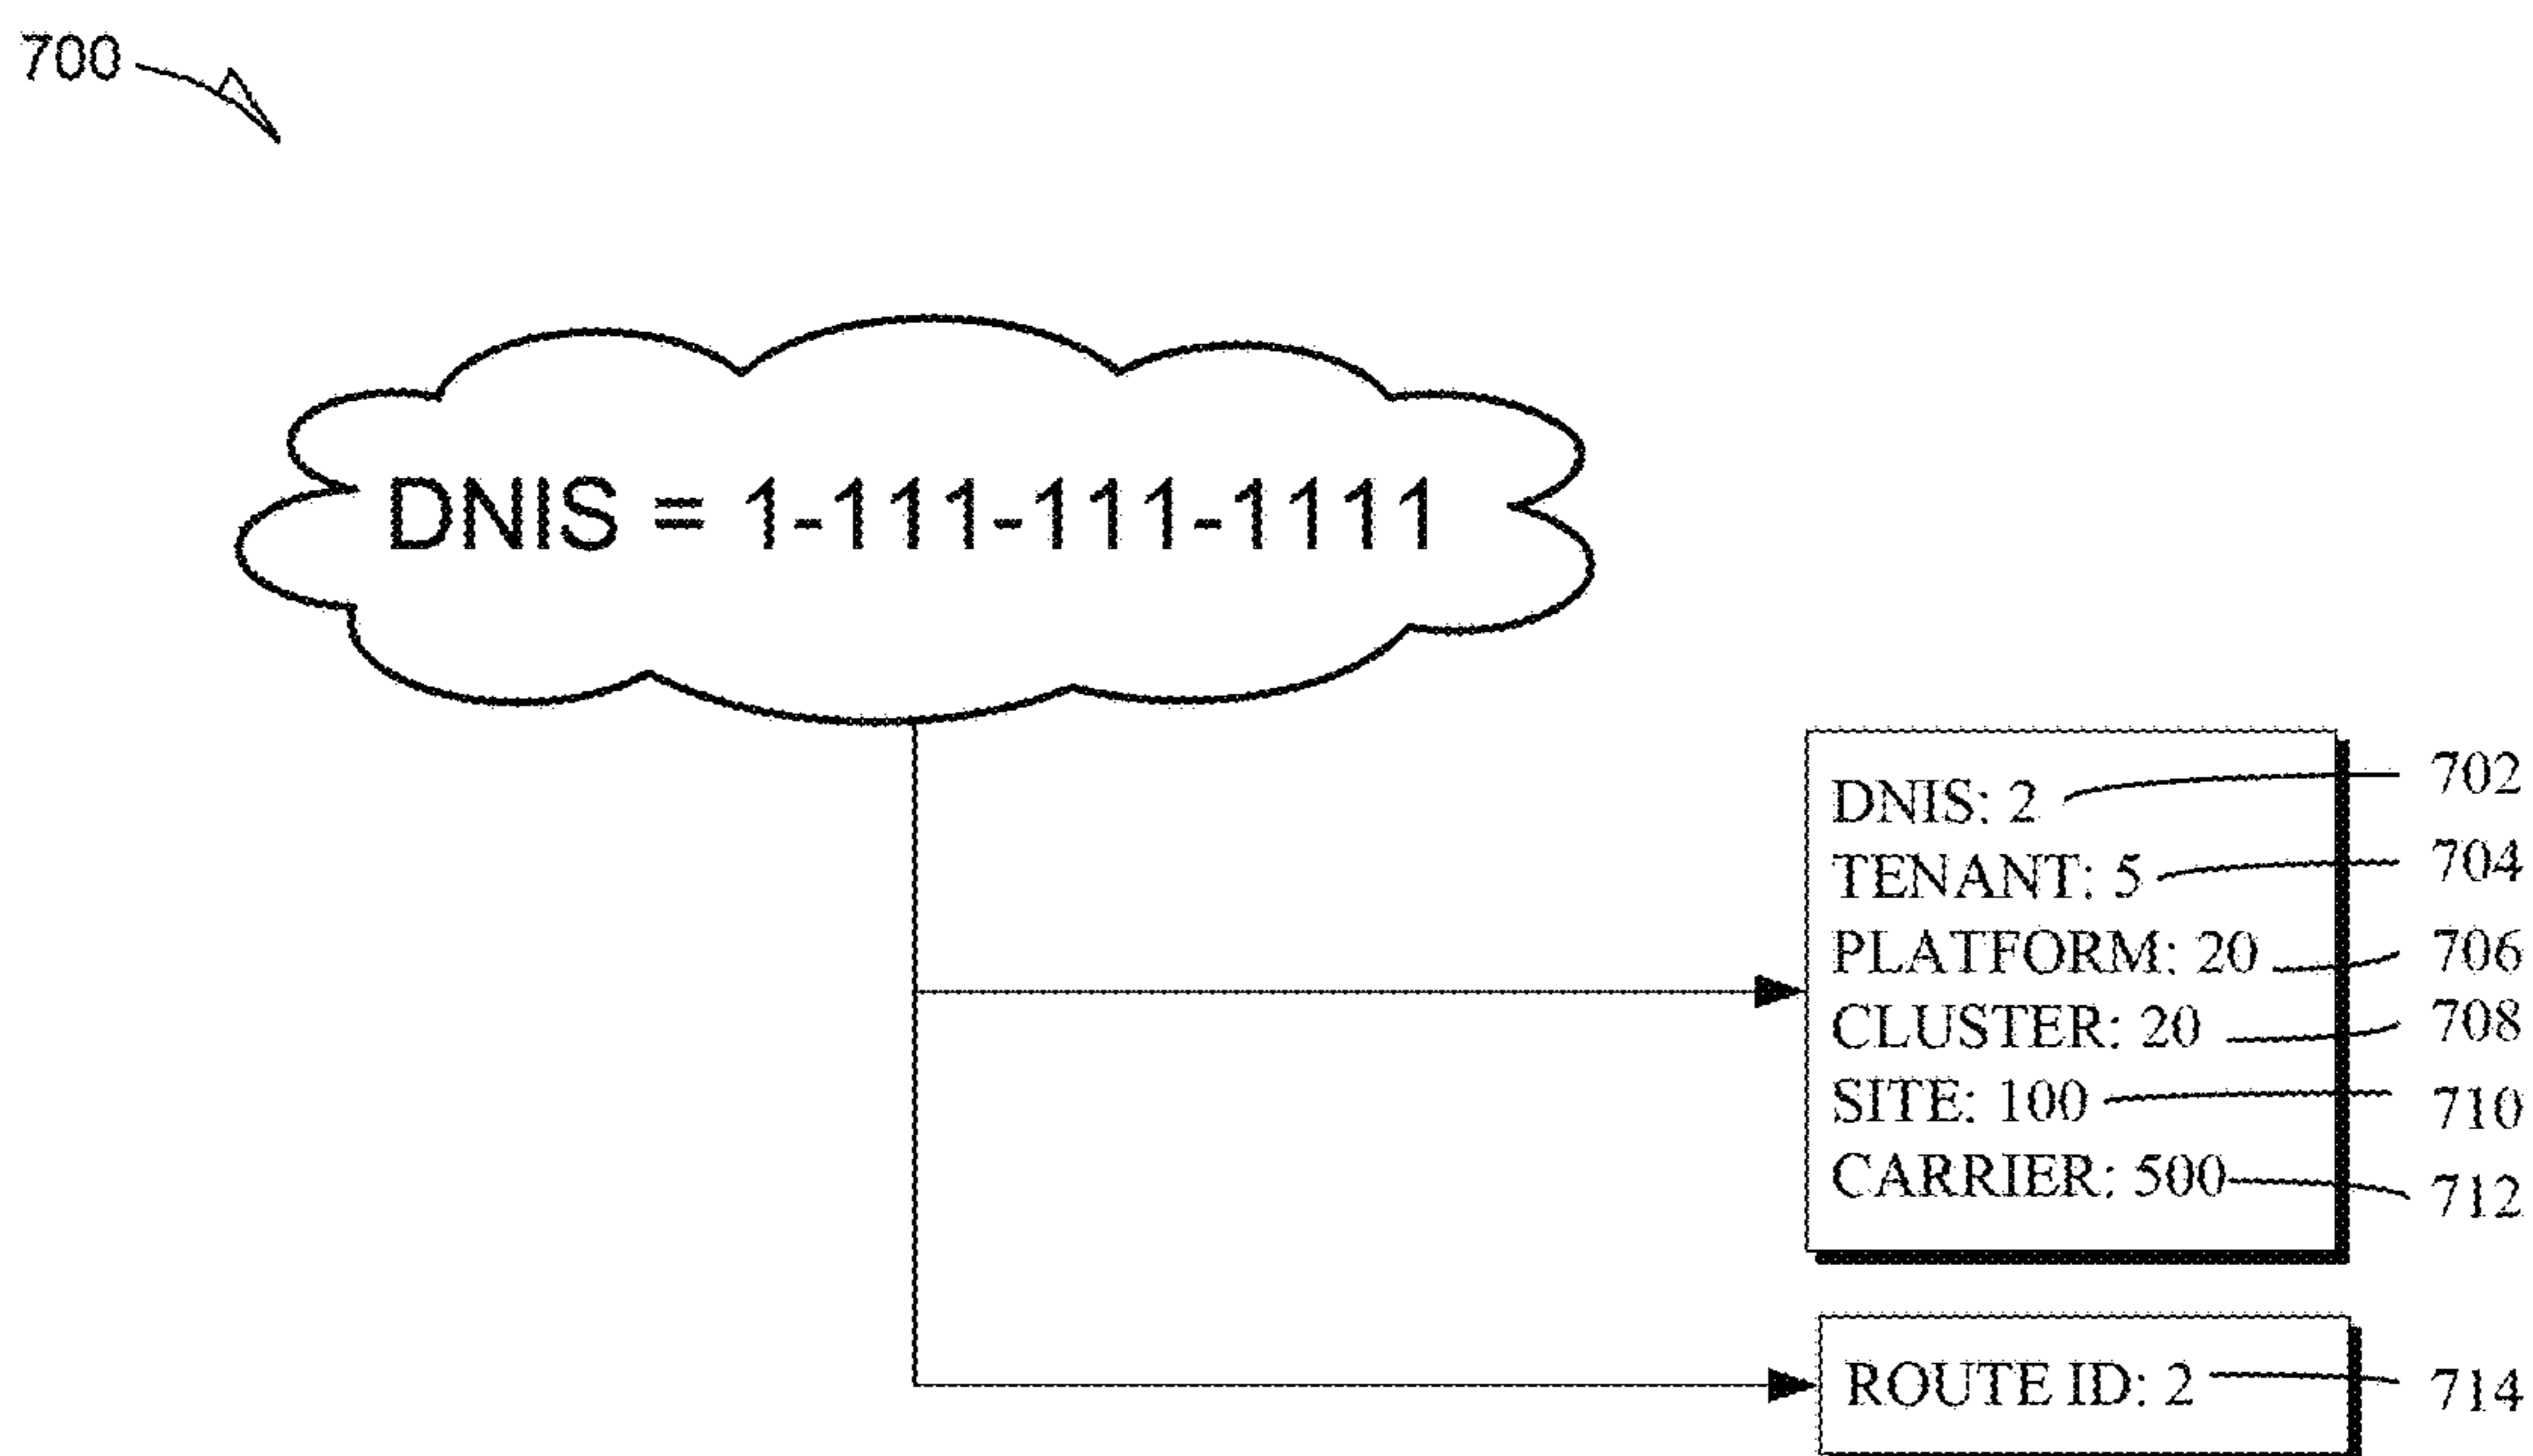 700
DNIS = 1-111-111-1111
DNIS: 2 702
TENANT: 5 704
PLATFORM: 20 706
CLUSTER: 20 708
SITE: 100 710
CARRIER: 500 712
ROUTE ID: 2 714